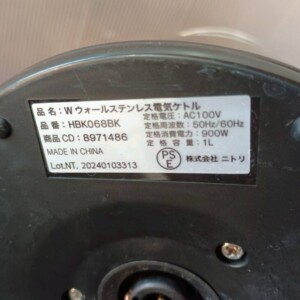 品名：Wウォールステンレス電気ケトル
品番：HBK068BK
商品CD：8971486
MADE IN CHINA
Lot.NT. 20240103313
定格電圧：AC100V
定格周波数：50Hz/60Hz
定格消費電力：900W
定格容量：1L
PS
E
株式会社ニトリ